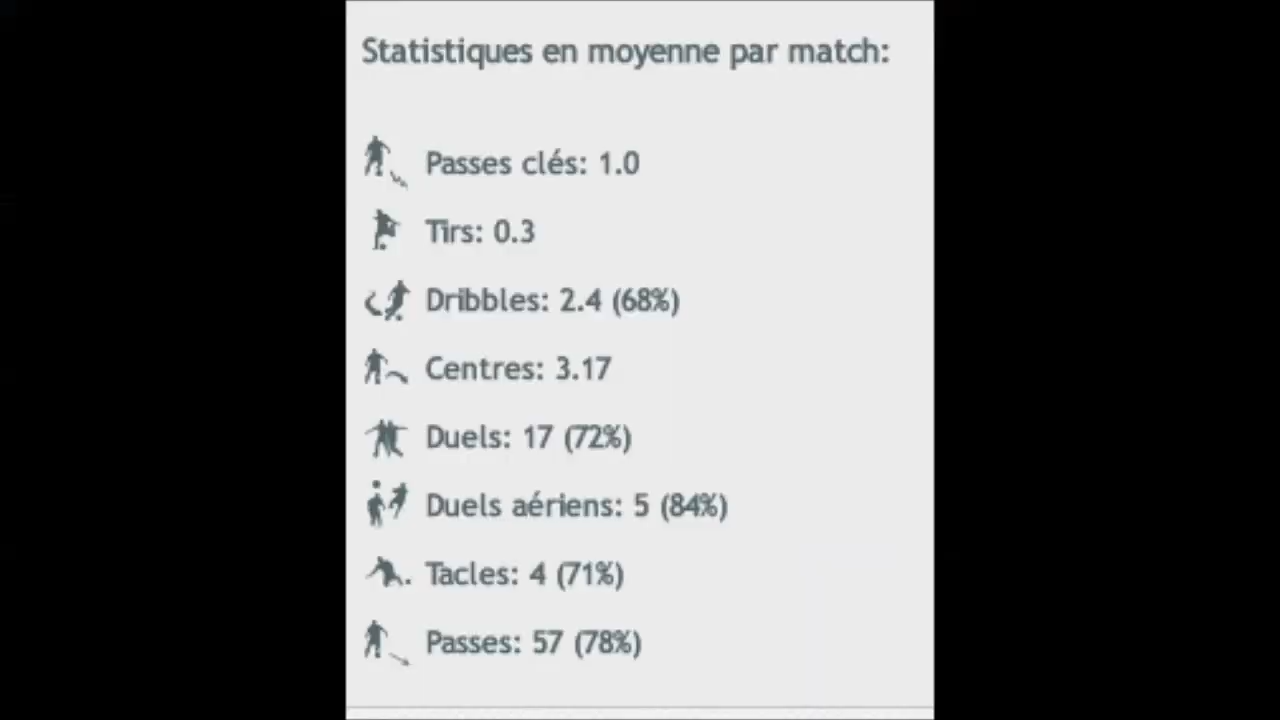 Statistiques en moyenne par match:
Passes clés: 1.0
Tirs: 0.3
Dribbles: 2.4 (68%)
Centres: 3.17
Duels: 17 (72%)
Duels aériens: 5 (84%)
Tacles: 4 (71%)
Passes: 57 (78%)